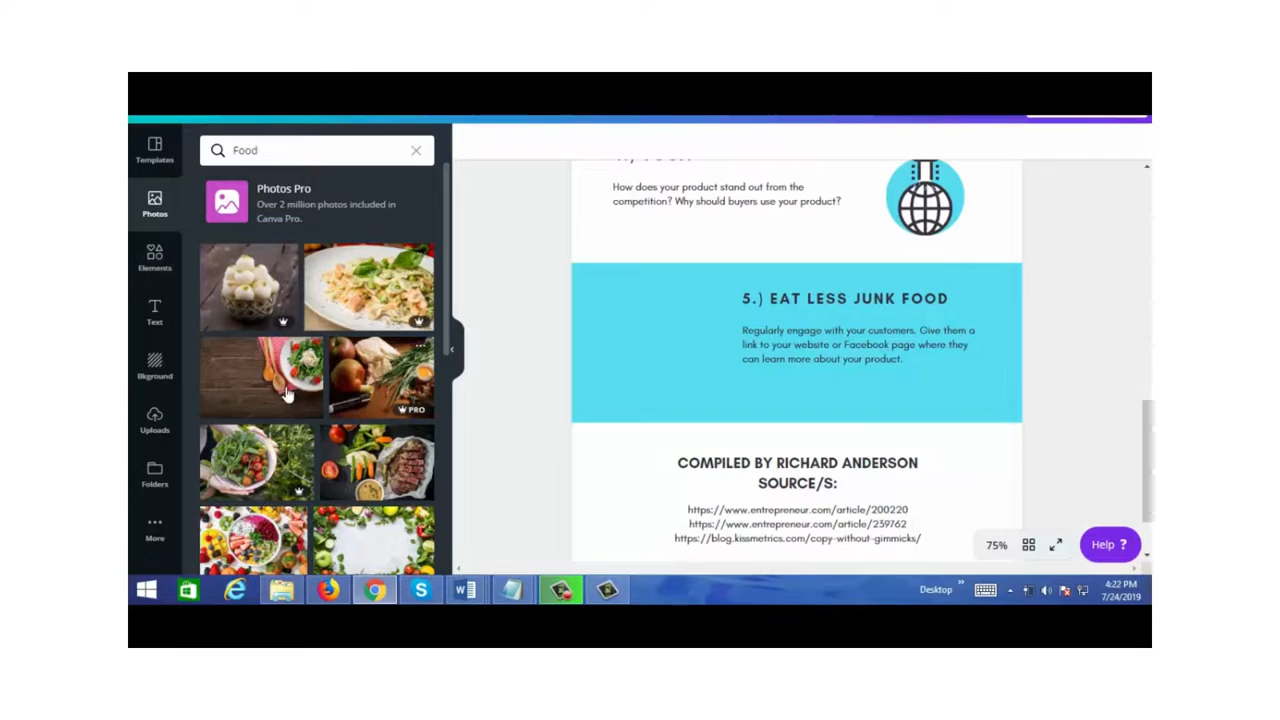 Templates
Photos
Elements
Text
Bkground
Uploads
Folders
More
Food
Photos Pro
Over 2 million photos included in
Canva Pro.
PRO
How does your product stand out from the
competition? Why should buyers use your product?
5.) EAT LESS JUNK FOOD
Regularly engage with your customers. Give them a
link to your website or Facebook page where they
can learn more about your product.
COMPILED BY RICHARD ANDERSON
SOURCE/S:
https://www.entrepreneur.com/article/200220
https://www.entrepreneur.com/article/239762
https://blog.kissmetrics.com/copy-without-gimmicks/
75%
Help ?
Desktop
4:22 PM
7/24/2019